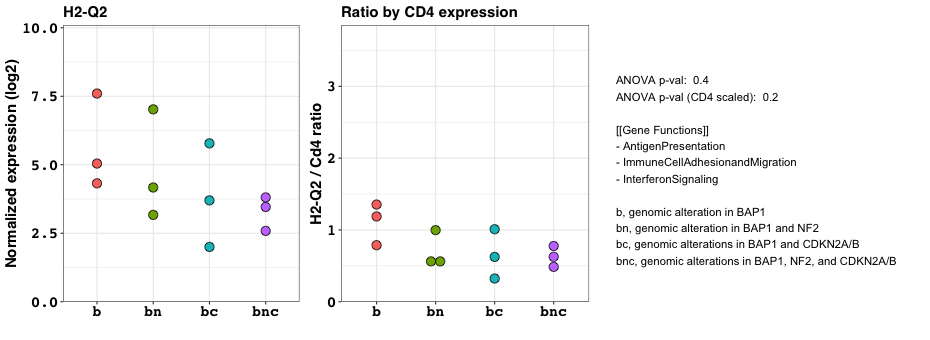 H2-Q2
Normalized expression (log2)
10.0
7.5
5.0
2.5
0.0
b bn bc bnc
Ratio by CD4 expression
H2-Q2 / Cd4 ratio
3
2
1
0
b bn bc bnc
ANOVA p-val: 0.4
ANOVA p-val (CD4 scaled): 0.2
[[Gene Functions]]
- AntigenPresentation
- ImmuneCellAdhesionandMigration
- InterferonSignaling
b, genomic alteration in BAP1
bn, genomic alteration in BAP1 and NF2
bc, genomic alterations in BAP1 and CDKN2A/B
bnc, genomic alterations in BAP1, NF2, and CDKN2A/B